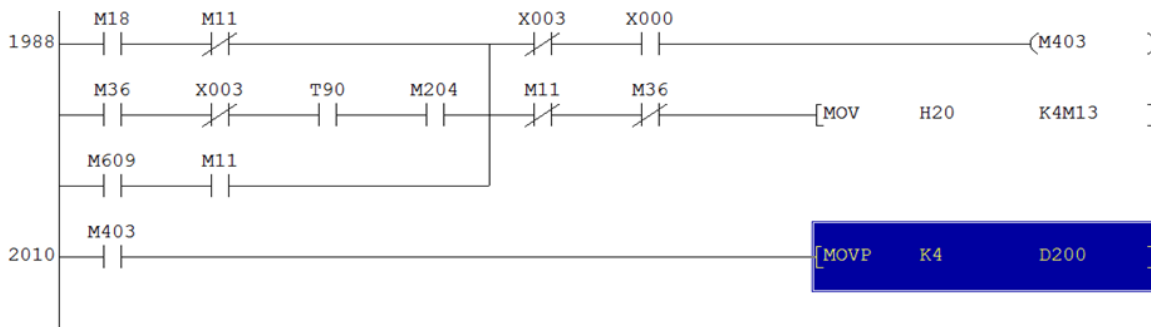 M18 M11 X003 X000
1988 (M403 )
M36 X003 T90 M204 M11 M36
[MOV H20 K4M13 ]
M609 M11
M403
2010 [MOVP K4 D200 ]